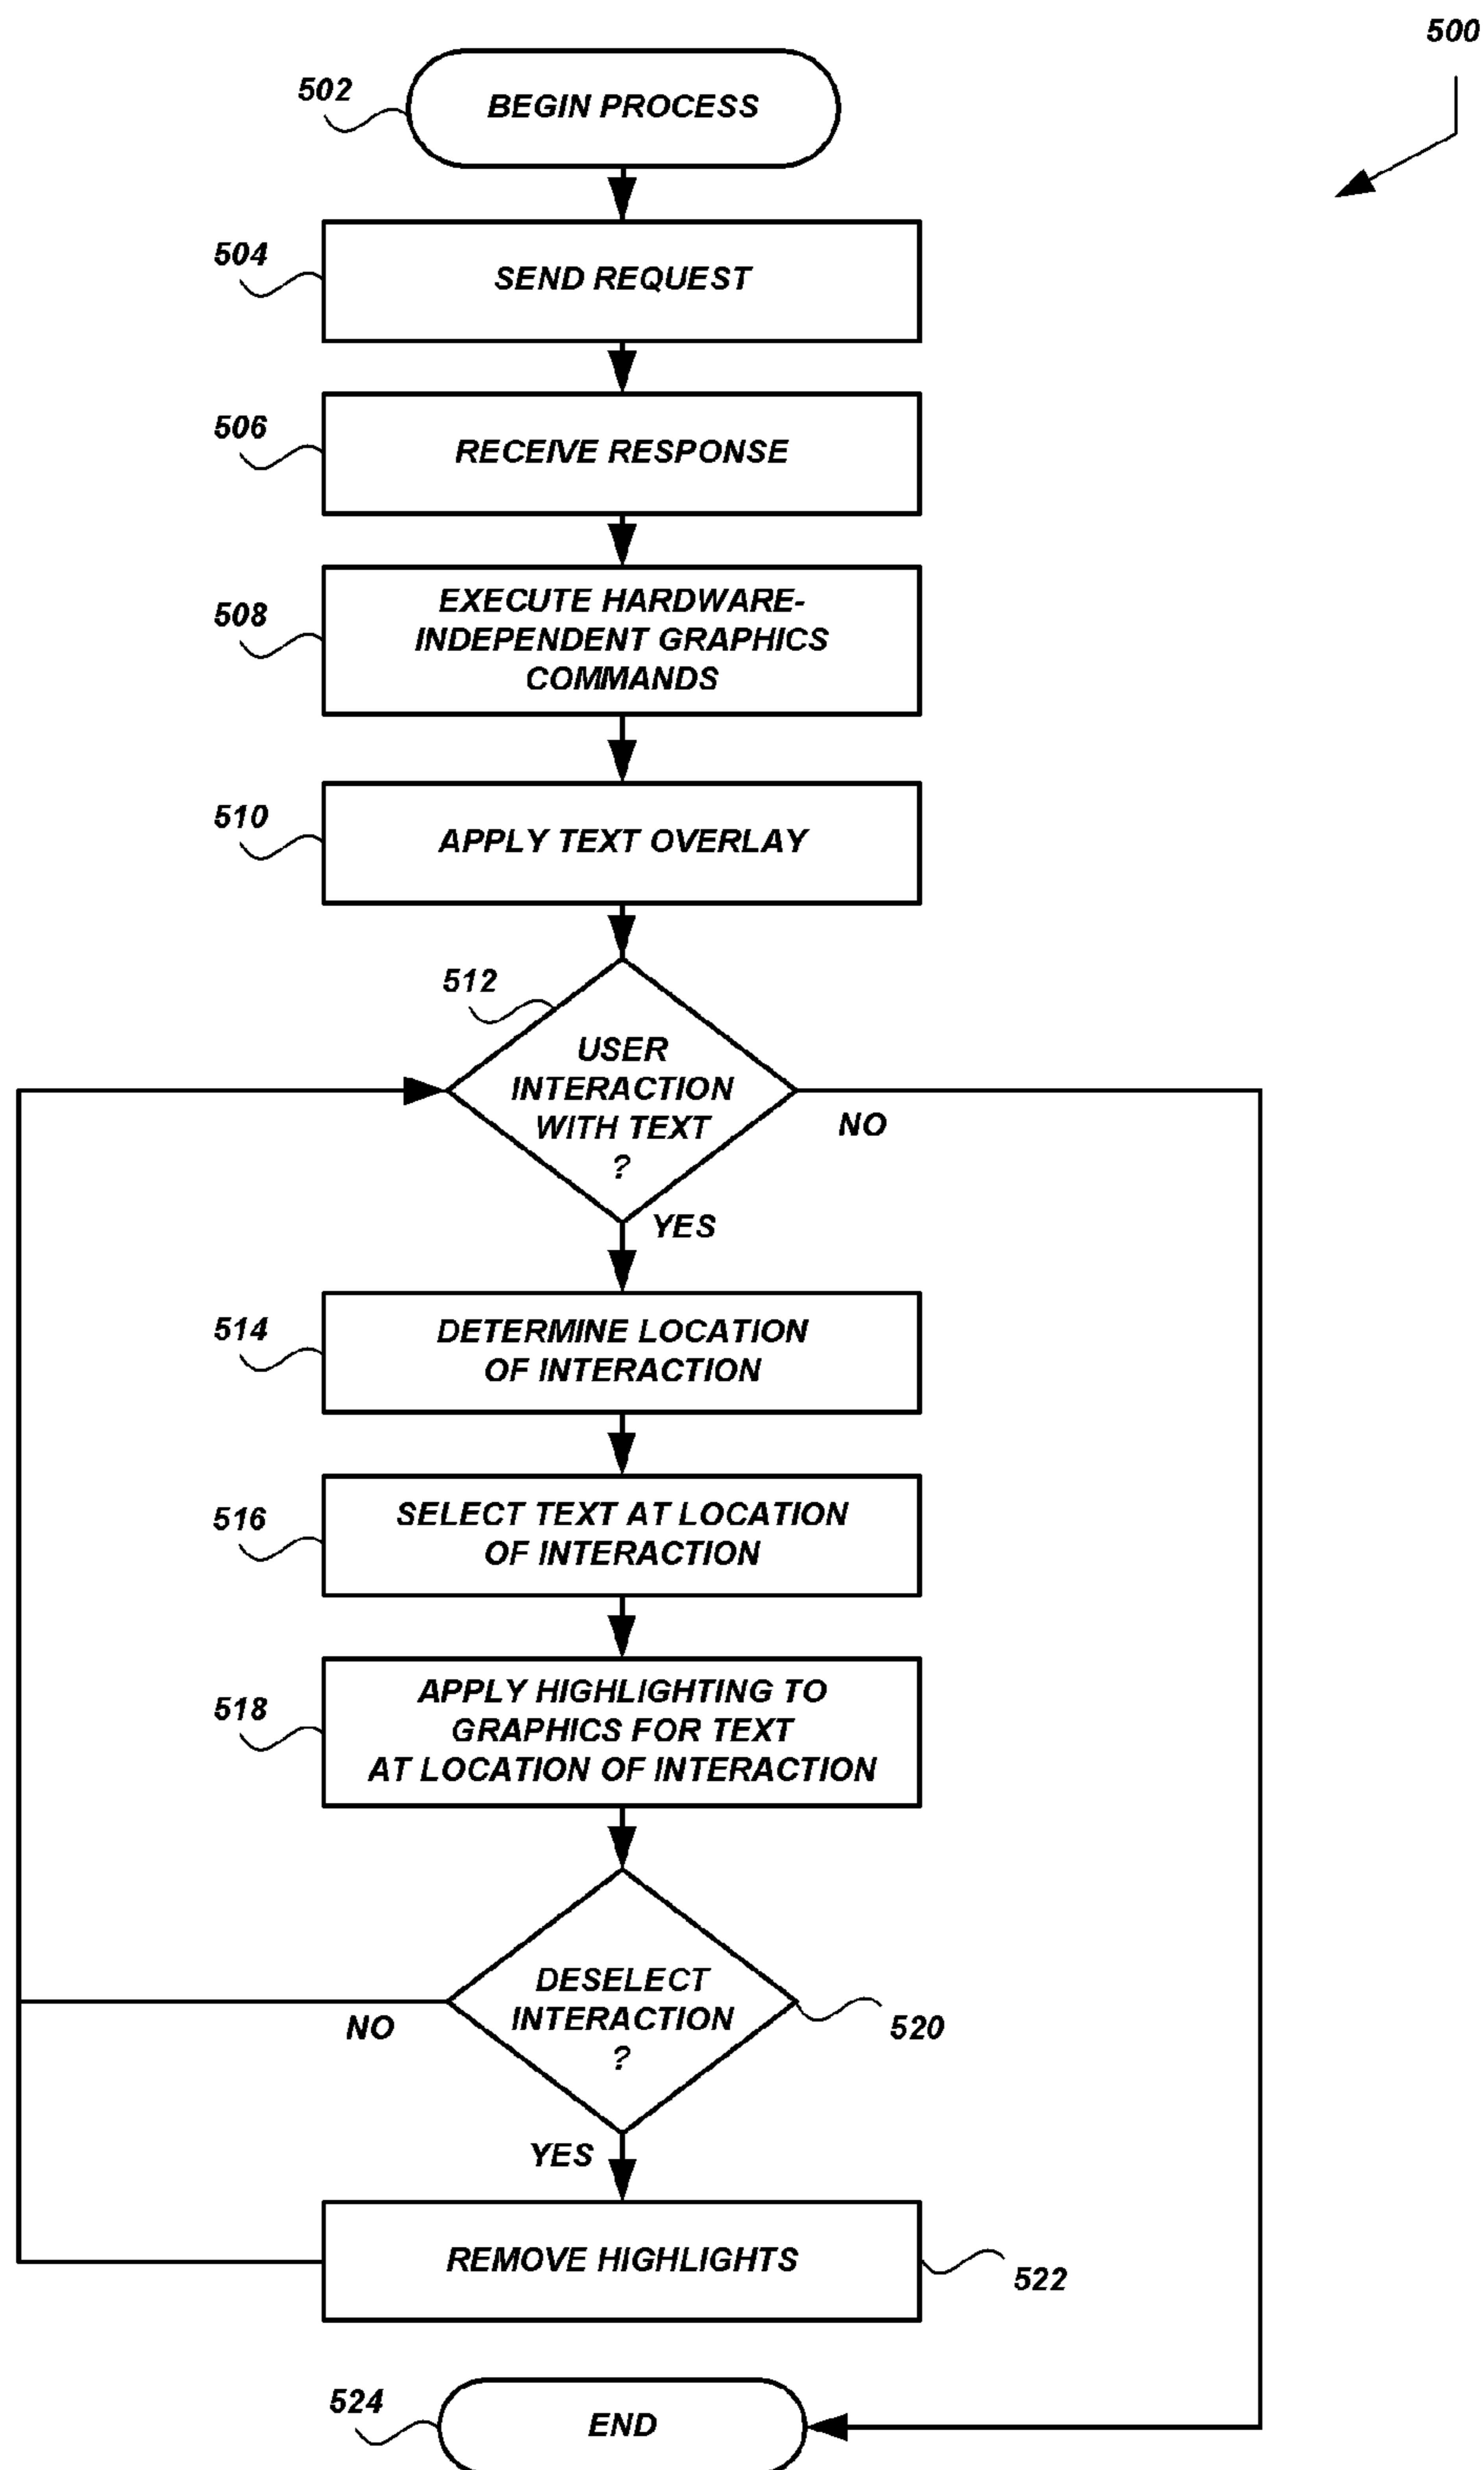 500
502
BEGIN PROCESS
504
SEND REQUEST
506
RECEIVE RESPONSE
508
EXECUTE HARDWARE-
INDEPENDENT GRAPHICS
COMMANDS
510
APPLY TEXT OVERLAY
512
USER
INTERACTION
WITH TEXT
?
NO
YES
514
DETERMINE LOCATION
OF INTERACTION
516
SELECT TEXT AT LOCATION
OF INTERACTION
518
APPLY HIGHLIGHTING TO
GRAPHICS FOR TEXT
AT LOCATION OF INTERACTION
DESELECT
INTERACTION
?
NO
520
YES
REMOVE HIGHLIGHTS
522
524
END